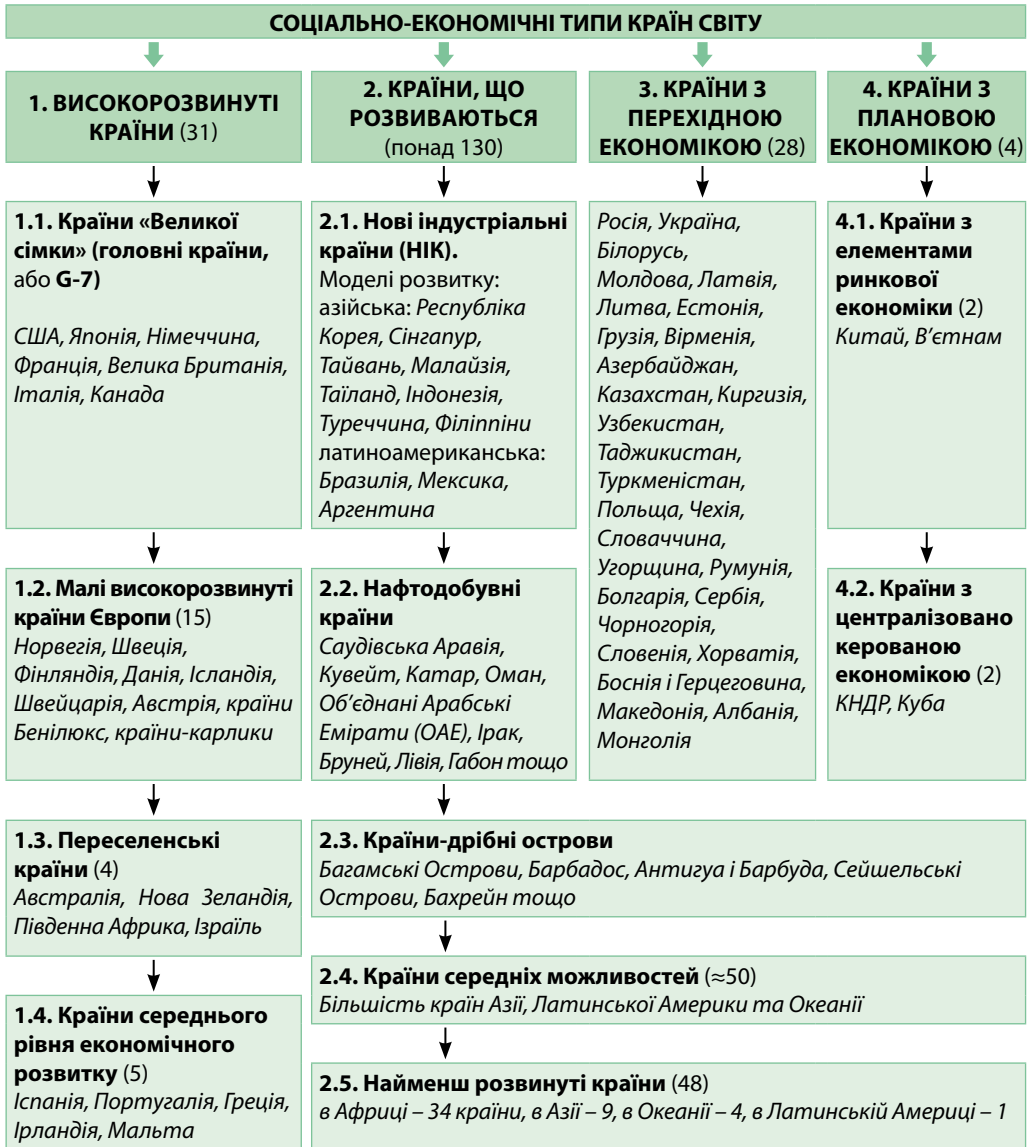 СОЦІАЛЬНО-ЕКОНОМІЧНІ ТИПИ КРАЇН СВІТУ
1. ВИСОКОРОЗВИНУТІ
КРАЇНИ (31)
2. КРАЇНИ, ЩО
РОЗВИВАЮТЬСЯ
(понад 130)
3. КРАЇНИ З
ПЕРЕХІДНОЮ
ЕКОНОМІКОЮ (28)
4. КРАЇНИ З
ПЛАНОВОЮ
ЕКОНОМІКОЮ (4)
1.1. Країни «Великої
сімки» (головні країни,
або G-7)
США, Японія, Німеччина,
Франція, Велика Британія,
Італія, Канада
1.2. Малі високорозвинуті
країни Європи (15)
Норвегія, Швеція,
Фінляндія, Данія, Ісландія,
Швейцарія, Австрія, країни
Бенілюкс, країни-карлики
1.3. Переселенські
країни (4)
Австралія, Нова Зеландія,
Південна Африка, Ізраїль
1.4. Країни середнього
рівня економічного
розвитку (5)
Іспанія, Португалія, Греція,
Ірландія, Мальта
2.1. Нові індустріальні
країни (НІК).
Моделі розвитку:
азійська: Республіка
Корея, Сінгапур,
Тайвань, Малайзія,
Таїланд, Індонезія,
Туреччина, Філіппіни
латиноамериканська:
Бразилія, Мексика,
Аргентина
2.2. Нафтодобувні
країни
Саудівська Аравія,
Кувейт, Катар, Оман,
Об’єднані Арабські
Емірати (ОАЕ), Ірак,
Бруней, Лівія, Габон тощо
2.3. Країни-дрібні острови
Багамські Острови, Барбадос, Антигуа і Барбуда, Сейшельські
Острови, Бахрейн тощо
2.4. Країни середніх можливостей (≈50)
Більшість країн Азії, Латинської Америки та Океанії
2.5. Найменш розвинуті країни (48)
в Африці – 34 країни, в Азії – 9, в Океанії – 4, в Латинській Америці – 1
Росія, Україна,
Білорусь,
Молдова, Латвія,
Литва, Естонія,
Грузія, Вірменія,
Азербайджан,
Казахстан, Киргизія,
Узбекистан,
Таджикистан,
Туркменістан,
Польща, Чехія,
Словаччина,
Угорщина, Румунія,
Болгарія, Сербія,
Чорногорія,
Словенія, Хорватія,
Боснія і Герцеговина,
Македонія, Албанія,
Монголія
4.1. Країни з
елементами
ринкової
економіки (2)
Китай, В’єтнам
4.2. Країни з
централізовано
керованою
економікою (2)
КНДР, Куба